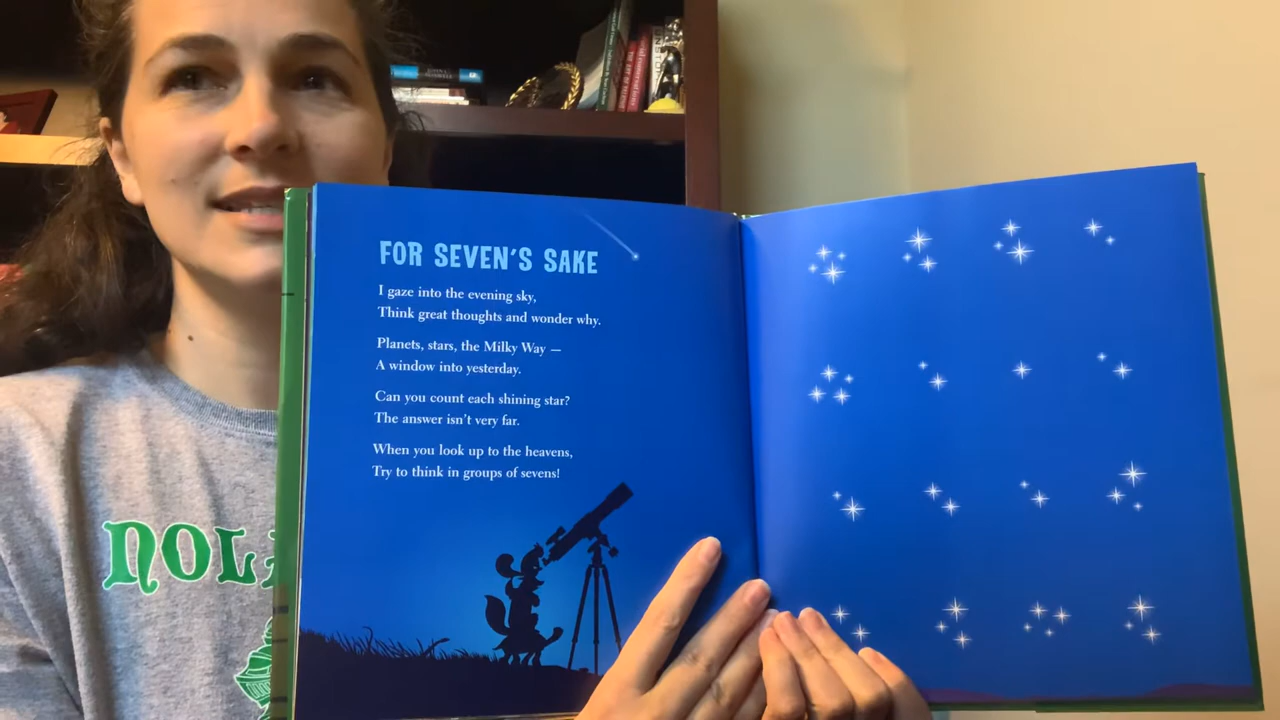 FOR SEVEN'S SAKE
I gaze into the evening sky,
Think great thoughts and wonder why.
Planets, stars, the Milky Way —
A window into yesterday.
Can you count each shining star?
The answer isn't very far.
When you look up to the heavens,
Try to think in groups of sevens!